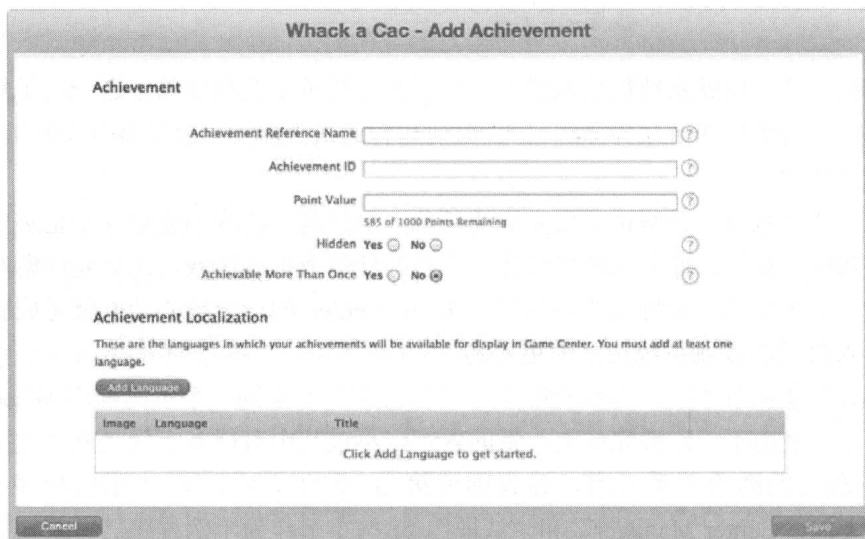 Whack a Cac - Add Achievement
Achievement
Achievement Reference Name ?
Achievement ID ?
Point Value ?
585 of 1000 Points Remaining
Hidden Yes No ?
Achievable More Than Once Yes No ?
Achievement Localization
These are the languages in which your achievements will be available for display in Game Center. You must add at least one
language.
Add Language
Image Language Title
Click Add Language to get started.
Cancel Save